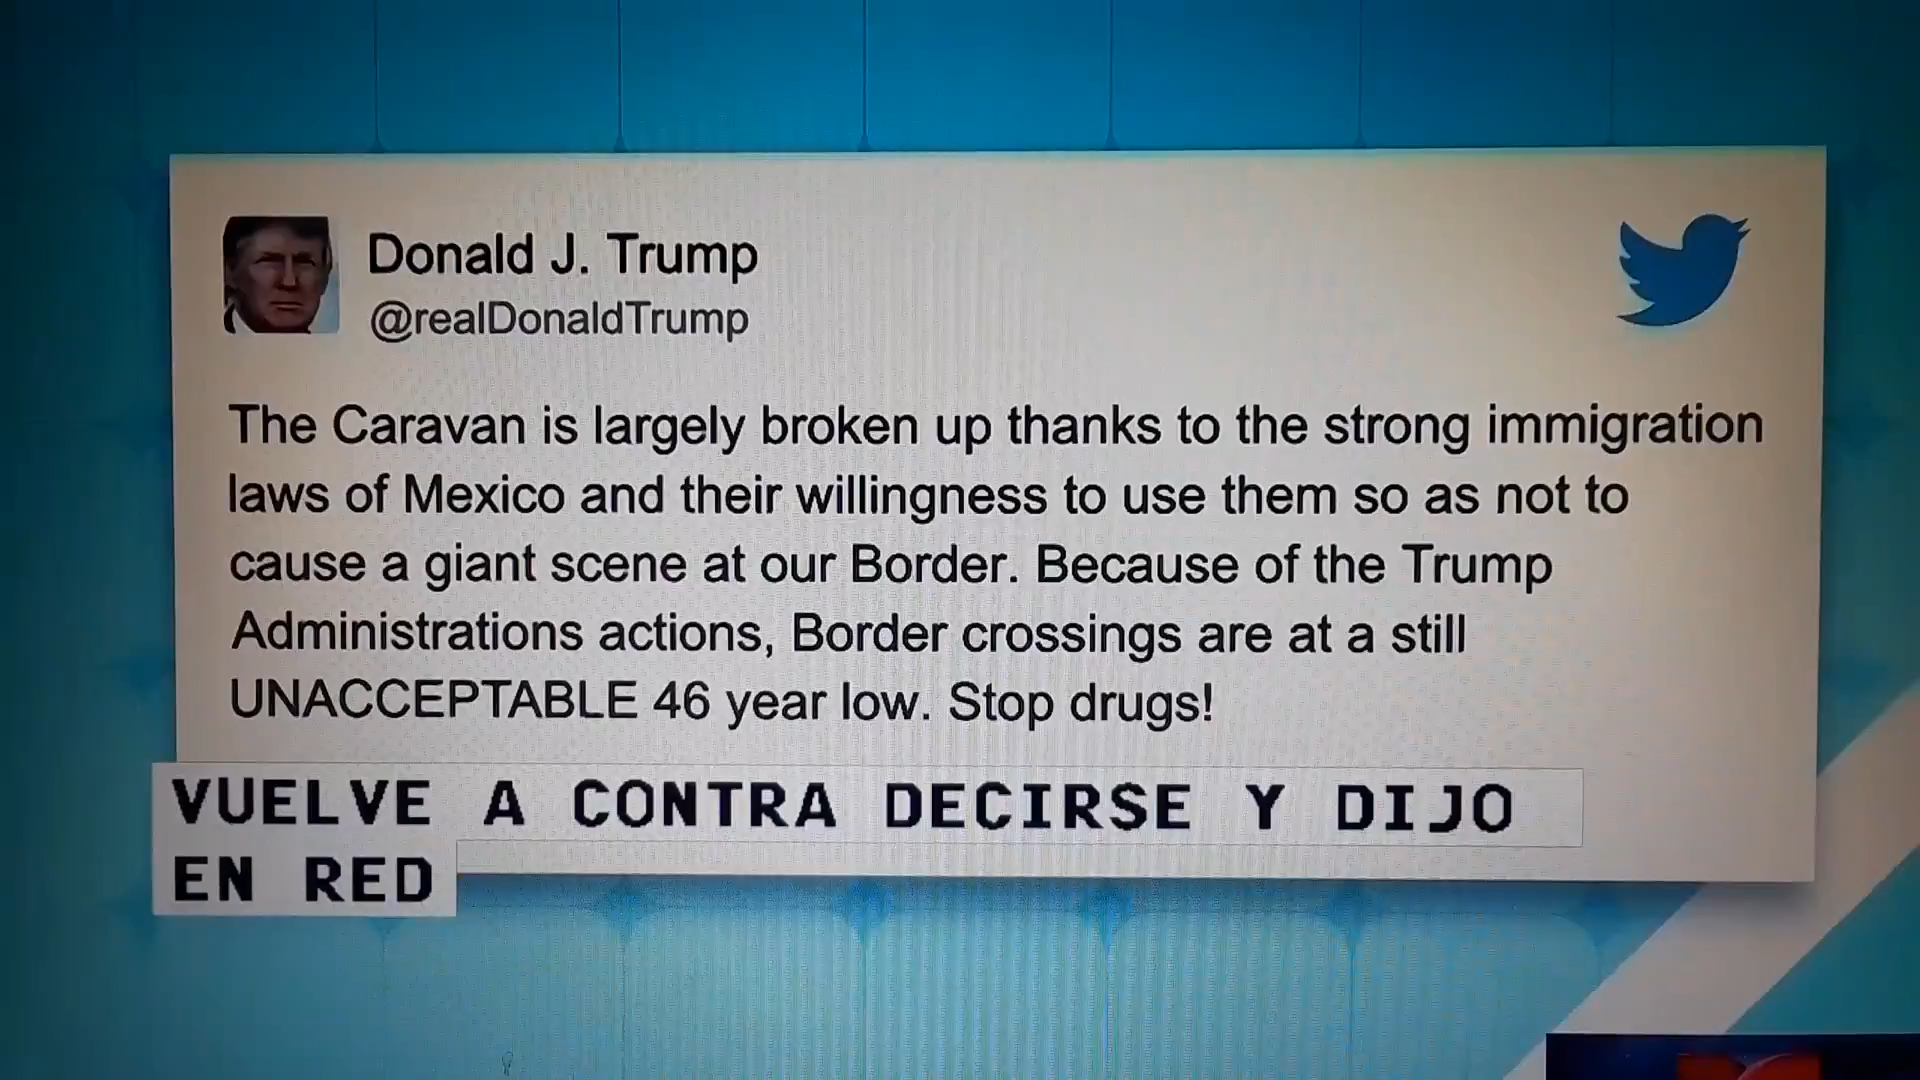 Donald J. Trump
@realDonaldTrump
The Caravan is largely broken up thanks to the strong immigration
laws of Mexico and their willingness to use them so as not to
cause a giant scene at our Border. Because of the Trump
Administrations actions, Border crossings are at a still
UNACCEPTABLE 46 year low. Stop drugs!
VUELVE A CONTRA DECIRSE Y DIJO
EN RED